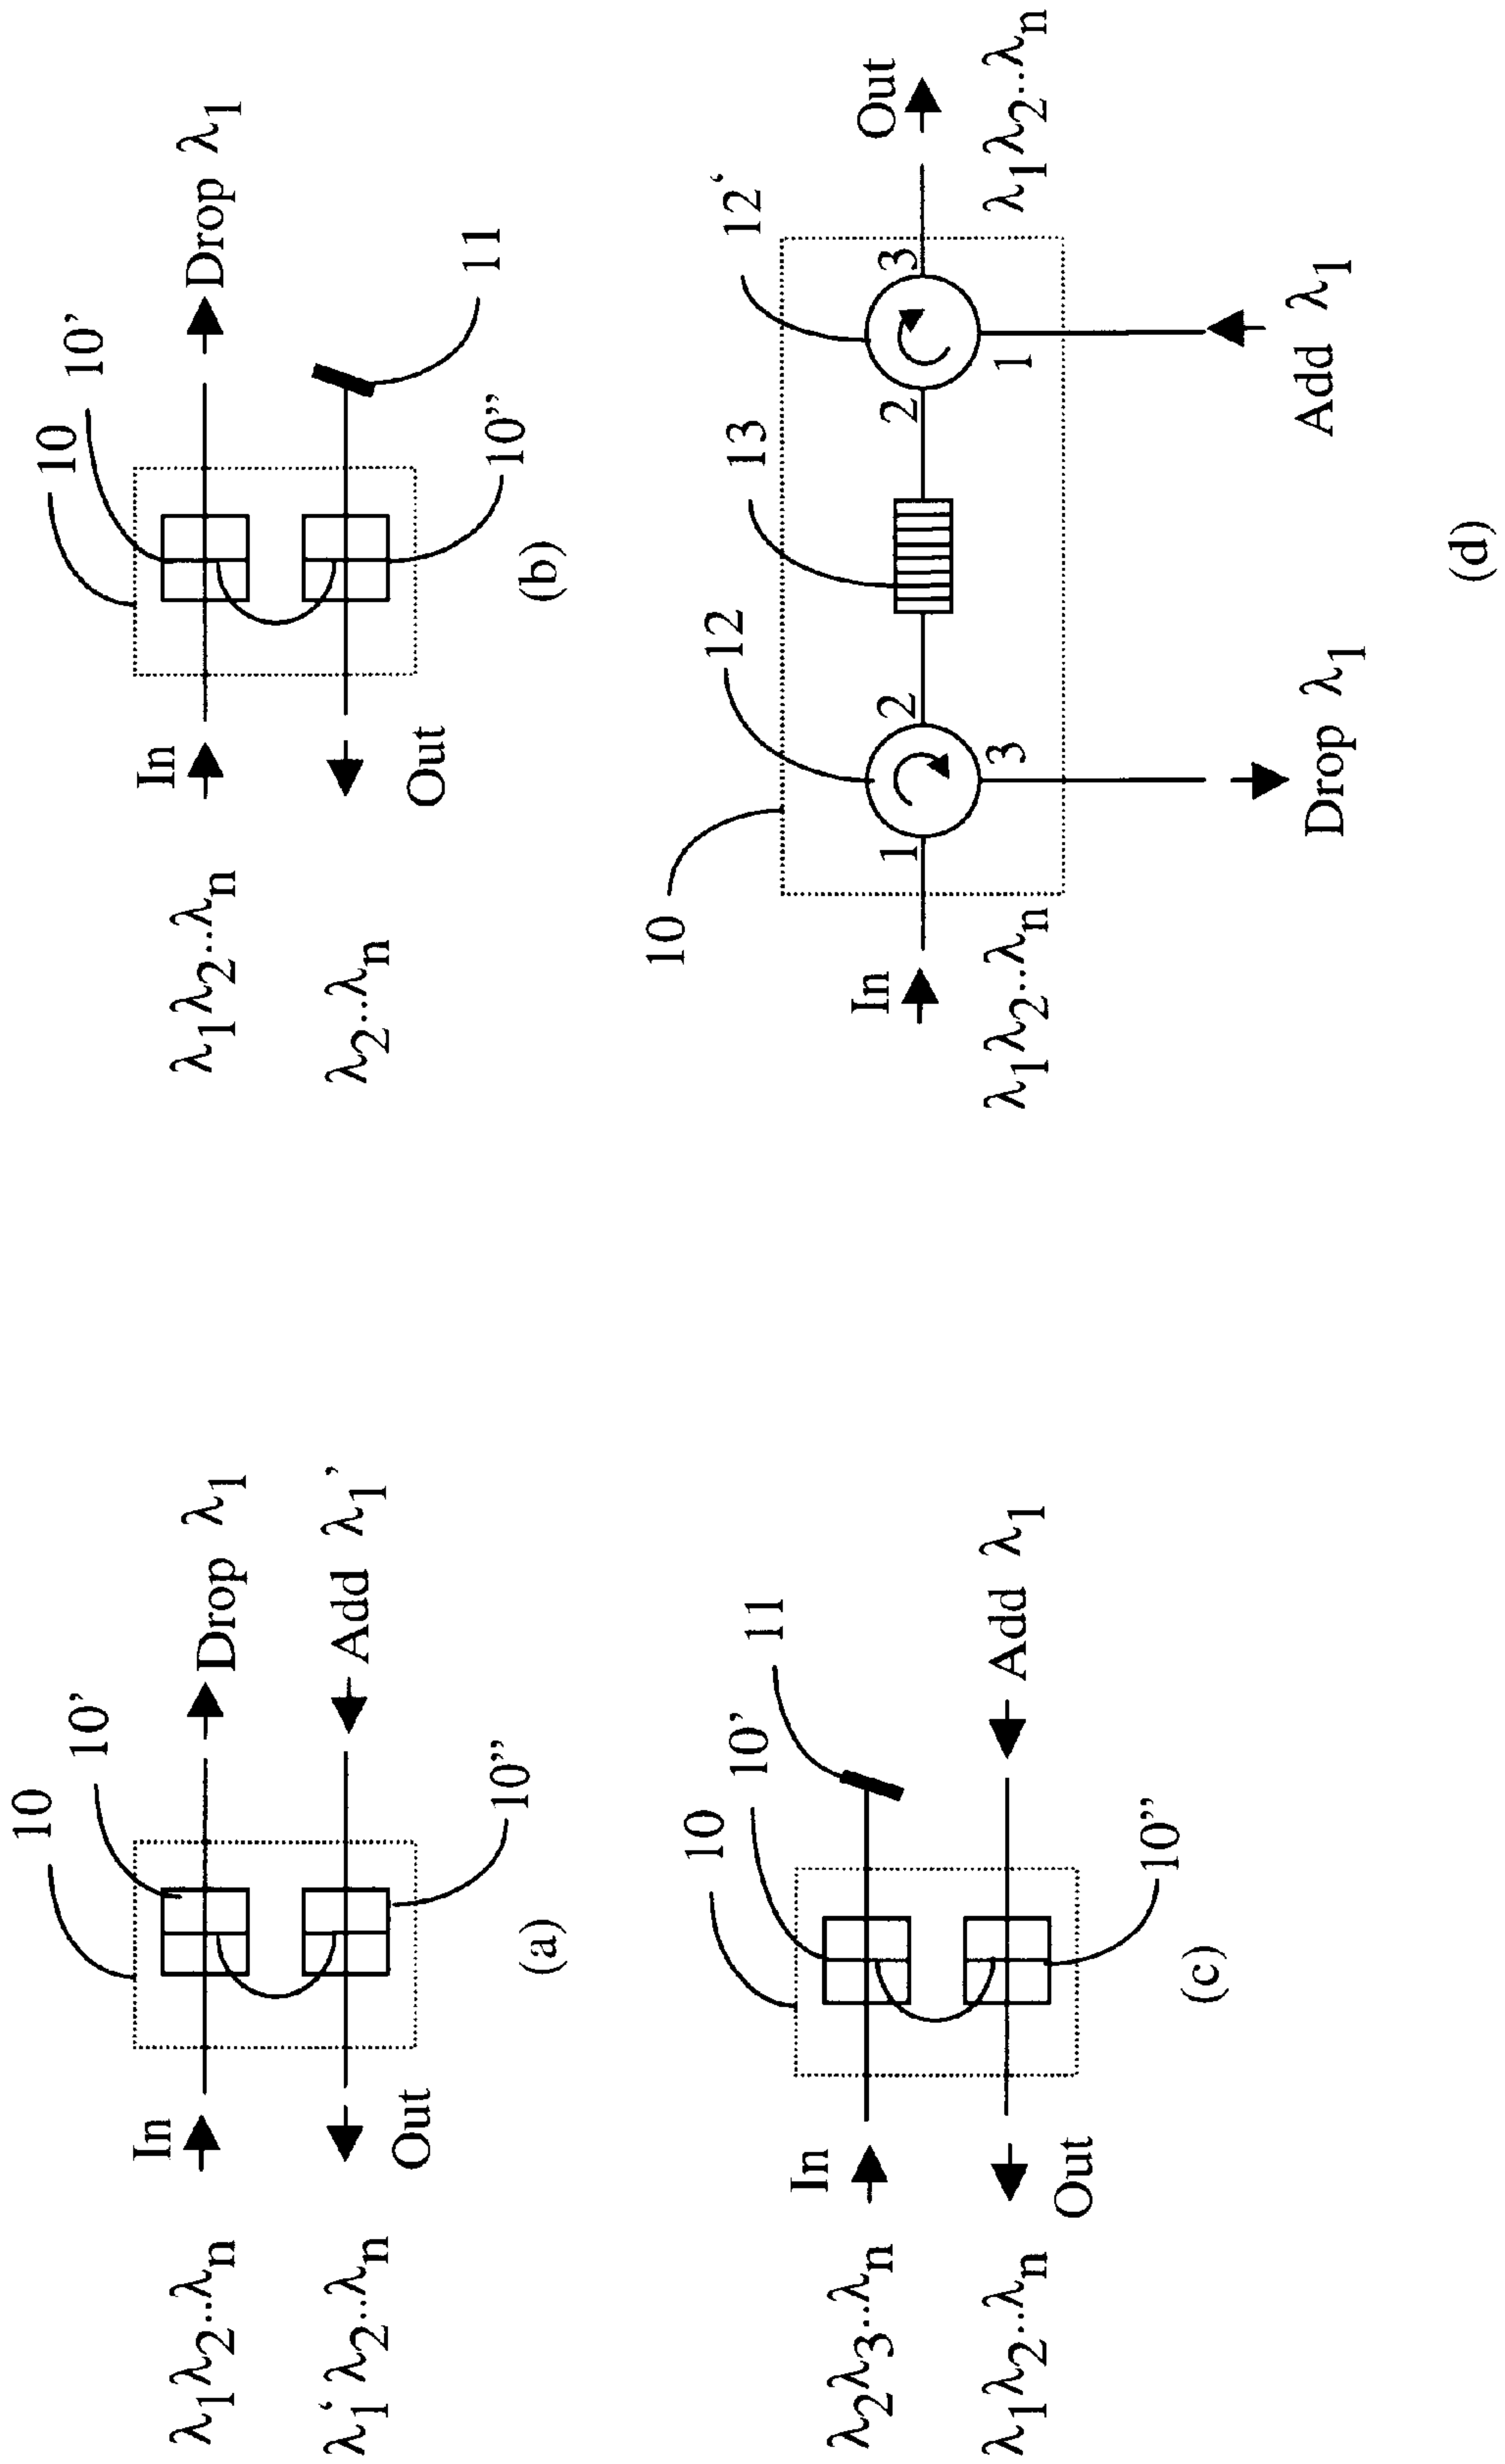 10
10’
In
Drop λ1
λ1λ2..λn
λ1‘ λ2..λn
Add λ1’
Out
10”
(a)
10
10’
In
Drop λ1
λ1λ2..λn
λ2..λn
11
Out
10”
(b)
10
10’
11
In
λ2λ3..λn
λ1λ2..λn
Add λ1
Out
10”
(c)
10
12
13
12‘
In
Out
1
2
2
3
λ1λ2..λn
3
1
λ1λ2..λn
Drop λ1
Add λ1
(d)